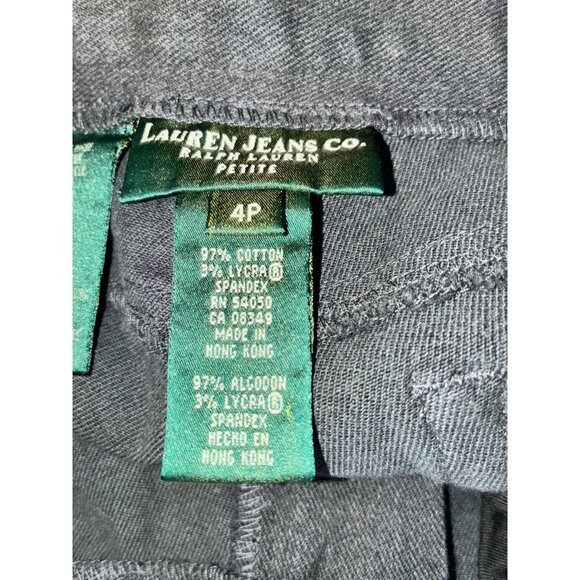 LAUREN JEANS CO.
RALPH LAUREN
PETITE
4P
97% COTTON
3% LYCRA®
SPANDEX
RN 54050
CA 08349
MADE IN
HONG KONG
97% ALGODON
3% LYCRA®
SPANDEX
HECHO EN
HONG KONG